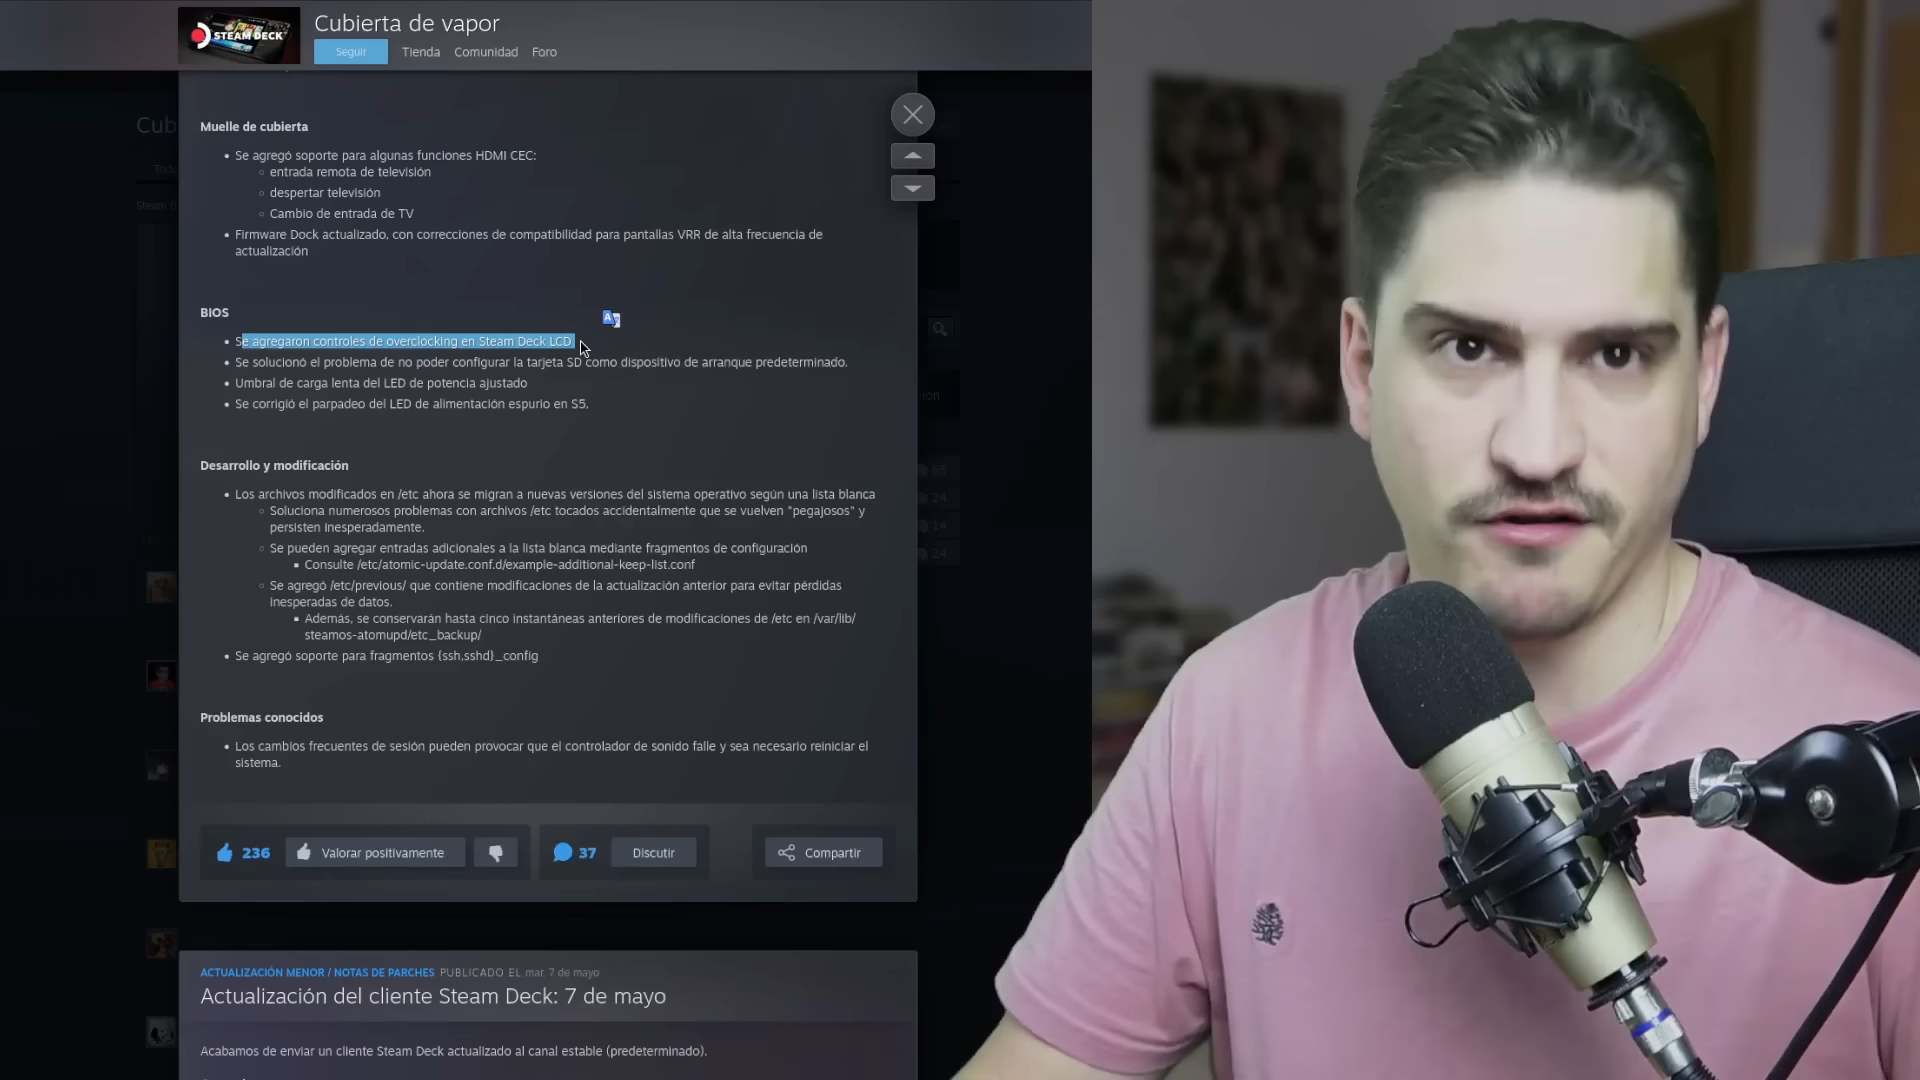 STEAM DECK
Cubierta de vapor
Seguir
Tienda
Comunidad
Foro
Muelle de cubierta
• Se agregó soporte para algunas funciones HDMI CEC:
○ entrada remota de televisión
○ despertar televisión
○ Cambio de entrada de TV
• Firmware Dock actualizado, con correcciones de compatibilidad para pantallas VRR de alta frecuencia de
actualización
BIOS
• Se agregaron controles de overclocking en Steam Deck LCD
• Se solucionó el problema de no poder configurar la tarjeta SD como dispositivo de arranque predeterminado.
• Umbral de carga lenta del LED de potencia ajustado
• Se corrigió el parpadeo del LED de alimentación espurio en S5.
Desarrollo y modificación
• Los archivos modificados en /etc ahora se migran a nuevas versiones del sistema operativo según una lista blanca
○ Soluciona numerosos problemas con archivos /etc tocados accidentalmente que se vuelven "pegajosos" y
persisten inesperadamente.
○ Se pueden agregar entradas adicionales a la lista blanca mediante fragmentos de configuración
▪ Consulte /etc/atomic-update.conf.d/example-additional-keep-list.conf
○ Se agregó /etc/previous/ que contiene modificaciones de la actualización anterior para evitar pérdidas
inesperadas de datos.
▪ Además, se conservarán hasta cinco instantáneas anteriores de modificaciones de /etc en /var/lib/
steamos-atomupd/etc_backup/
• Se agregó soporte para fragmentos {ssh,sshd}_config
Problemas conocidos
• Los cambios frecuentes de sesión pueden provocar que el controlador de sonido falle y sea necesario reiniciar el
sistema.
236
Valorar positivamente
37
Discutir
Compartir
ACTUALIZACIÓN MENOR / NOTAS DE PARCHES PUBLICADO EL mar. 7 de mayo
Actualización del cliente Steam Deck: 7 de mayo
Acabamos de enviar un cliente Steam Deck actualizado al canal estable (predeterminado).
Cub
65
24
14
24